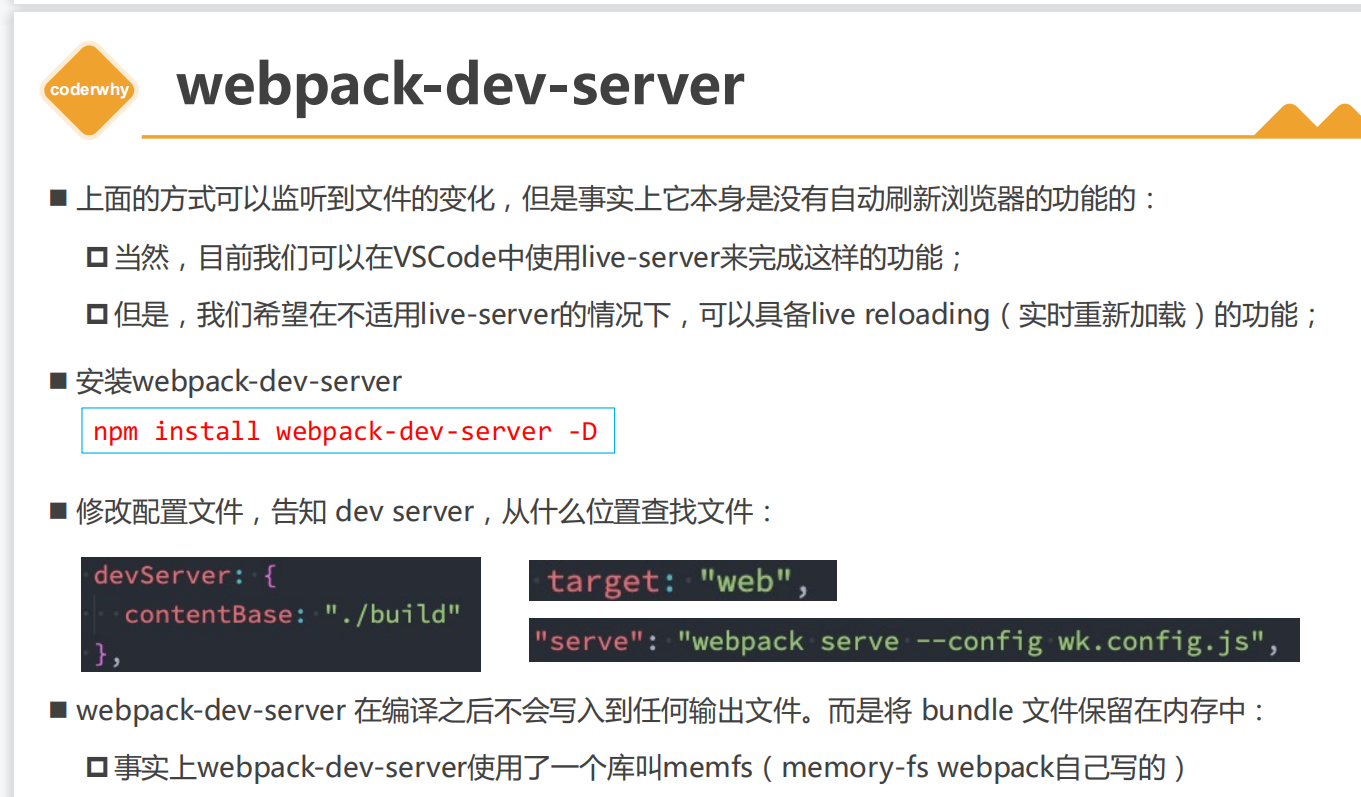 coderwhy
webpack-dev-server
上面的方式可以监听到文件的变化，但是事实上它本身是没有自动刷新浏览器的功能的：
当然，目前我们可以在VSCode中使用live-server来完成这样的功能；
但是，我们希望在不适用live-server的情况下，可以具备live reloading（实时重新加载）的功能；
安装webpack-dev-server
npm install webpack-dev-server -D
修改配置文件，告知 dev server，从什么位置查找文件：
devServer: {
contentBase: "./build"
},
target: "web",
"serve": "webpack serve --config wk.config.js",
webpack-dev-server 在编译之后不会写入到任何输出文件。而是将 bundle 文件保留在内存中：
事实上webpack-dev-server使用了一个库叫memfs（memory-fs webpack自己写的）